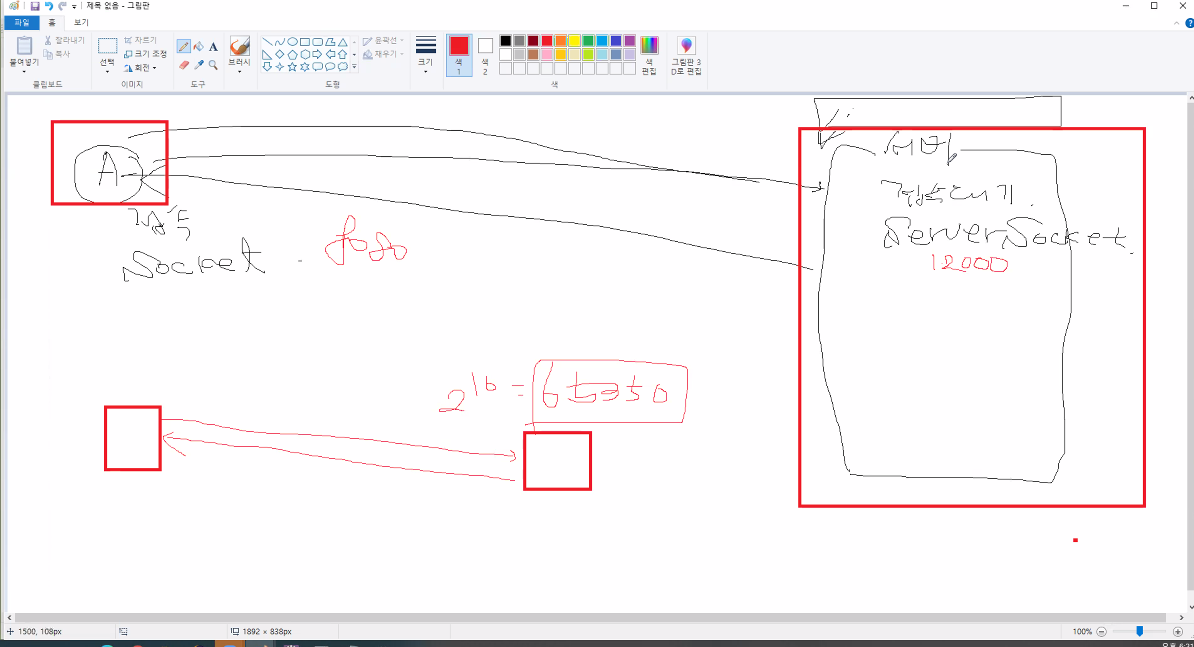 제목 없음 - 그림판
파일 홈 보기
붙여넣기 잘라내기 복사 클립보드
선택 자르기 크기 조정 회전 이미지
도구
브러시
윤곽선 채우기 도형
크기
색 1 색 2 색 편집 색
그림판 3D로 편집
A
접속
Socket
서버
접속대기
ServerSocket
12000
2^16 =
1500, 108px 1892 × 838px 100%
오후 6:31